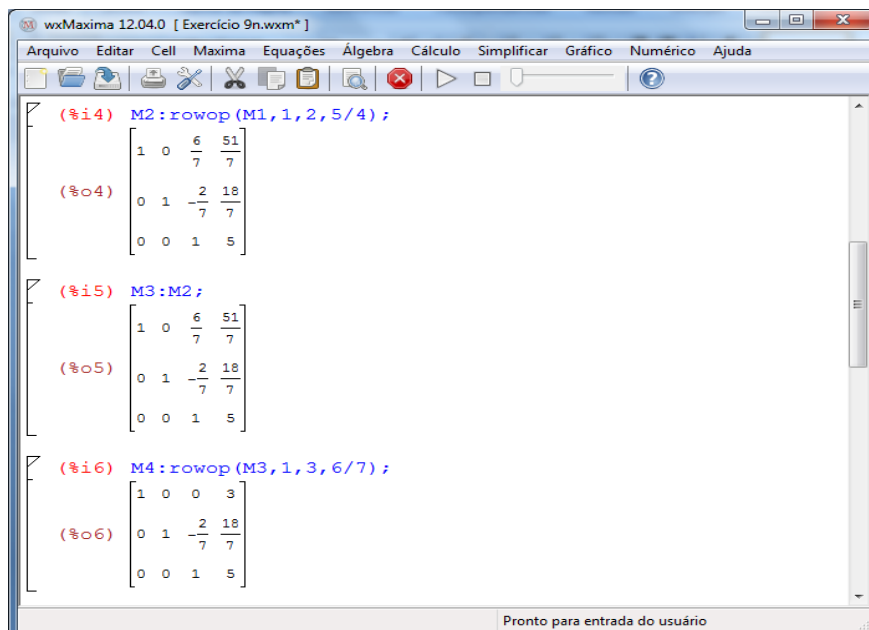 wxMaxima 12.04.0 [ Exercício 9n.wxm* ]
Arquivo Editar Cell Maxima Equações Álgebra Cálculo Simplificar Gráfico Numérico Ajuda
(%i4) M2:rowop(M1,1,2,5/4);
(%o4)
1 0 6/7 51/7
0 1 -2/7 18/7
0 0 1 5
(%i5) M3:M2;
(%o5)
1 0 6/7 51/7
0 1 -2/7 18/7
0 0 1 5
(%i6) M4:rowop(M3,1,3,6/7);
(%o6)
1 0 0 3
0 1 -2/7 18/7
0 0 1 5
Pronto para entrada do usuário